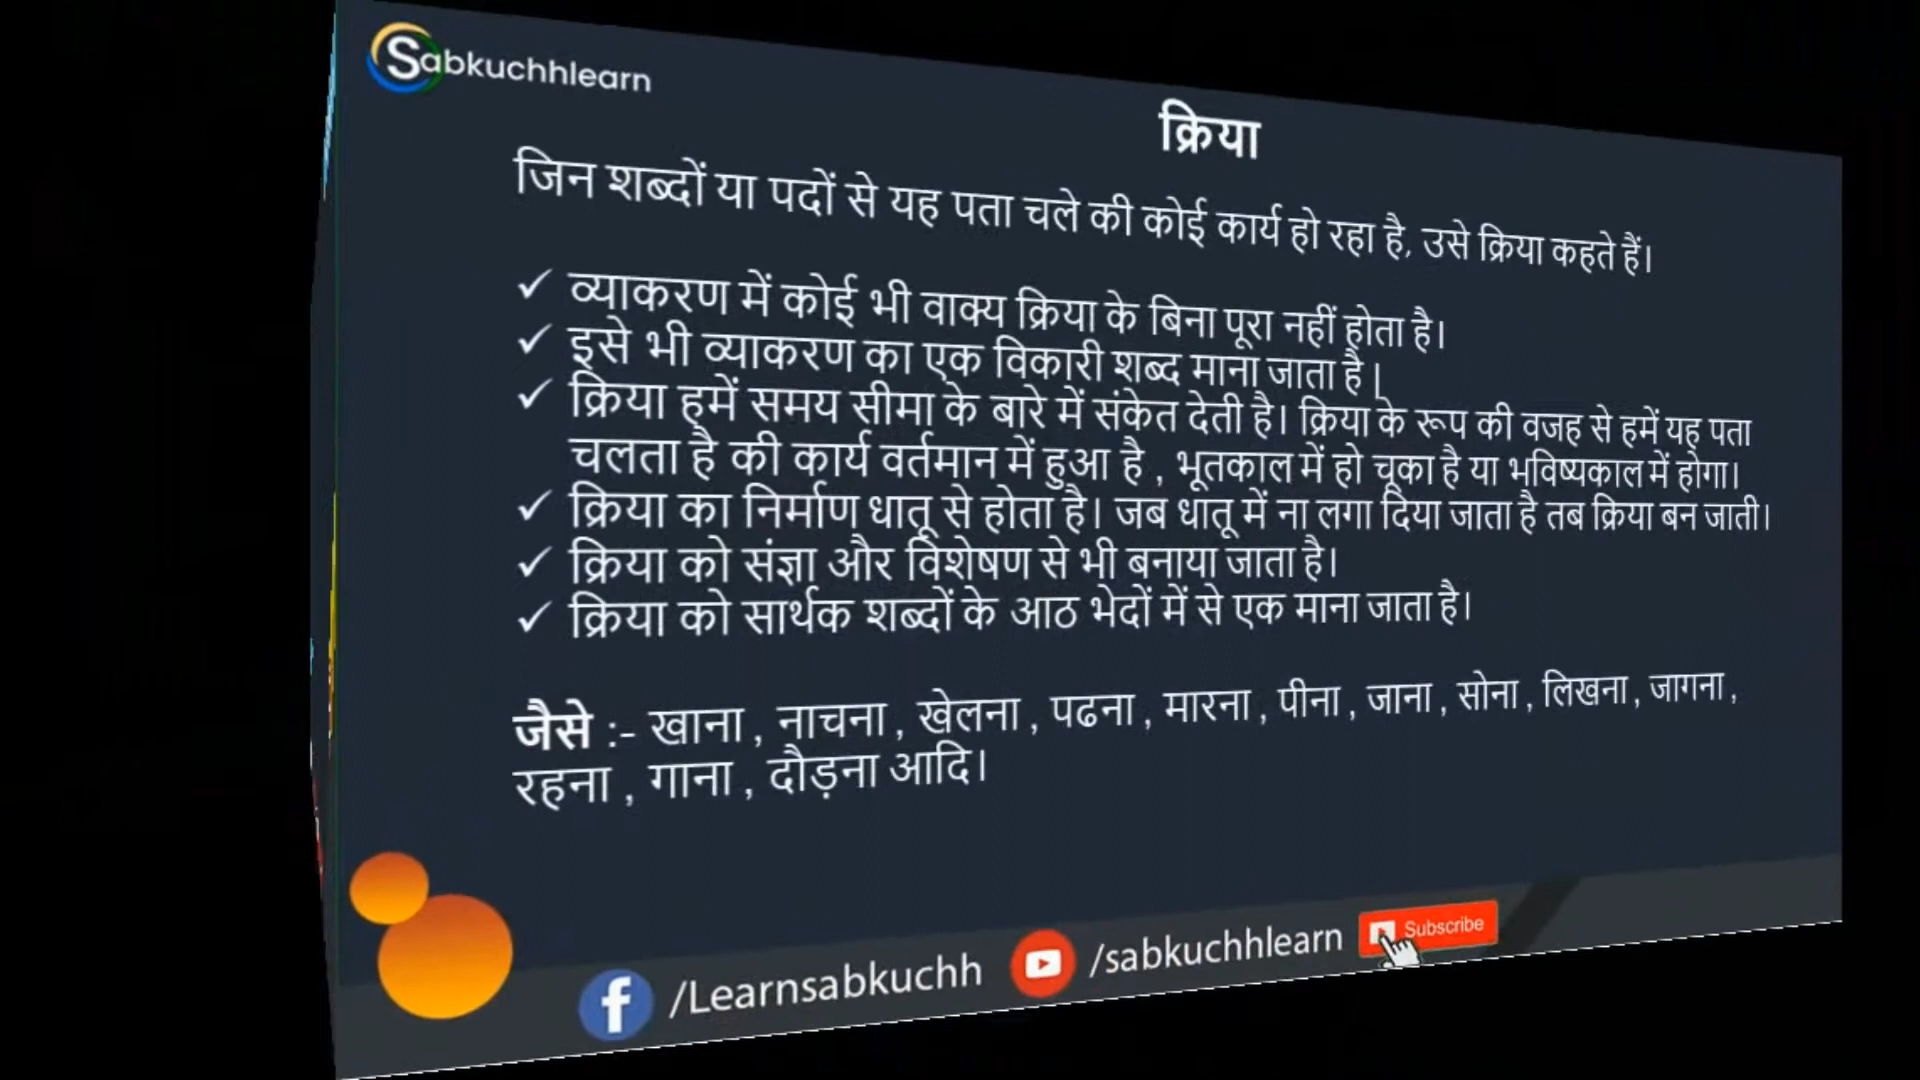 Sabkuchhlearn
क्रिया
जिन शब्दों या पदों से यह पता चले की कोई कार्य हो रहा है, उसे क्रिया कहते हैं।
✓ व्याकरण में कोई भी वाक्य क्रिया के बिना पूरा नहीं होता है।
✓ इसे भी व्याकरण का एक विकारी शब्द माना जाता है |
✓ क्रिया हमें समय सीमा के बारे में संकेत देती है। क्रिया के रूप की वजह से हमें यह पता
चलता है की कार्य वर्तमान में हुआ है , भूतकाल में हो चूका है या भविष्यकाल में होगा।
✓ क्रिया का निर्माण धातू से होता है। जब धातू में ना लगा दिया जाता है तब क्रिया बन जाती।
✓ क्रिया को संज्ञा और विशेषण से भी बनाया जाता है।
✓ क्रिया को सार्थक शब्दों के आठ भेदों में से एक माना जाता है।
जैसे :- खाना , नाचना , खेलना , पढना , मारना , पीना , जाना , सोना , लिखना , जागना ,
रहना , गाना , दौड़ना आदि।
f /Learnsabkuchh /sabkuchhlearn Subscribe